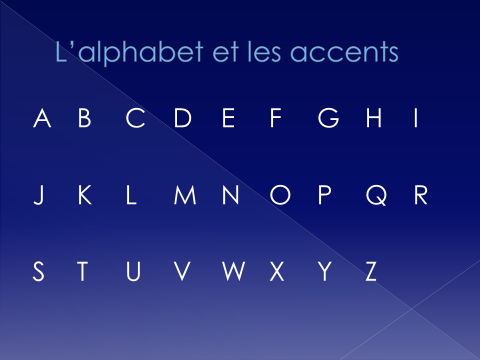 L’alphabet et les accents
A B C D E F G H I
J K L M N O P Q R
S T U V W X Y Z